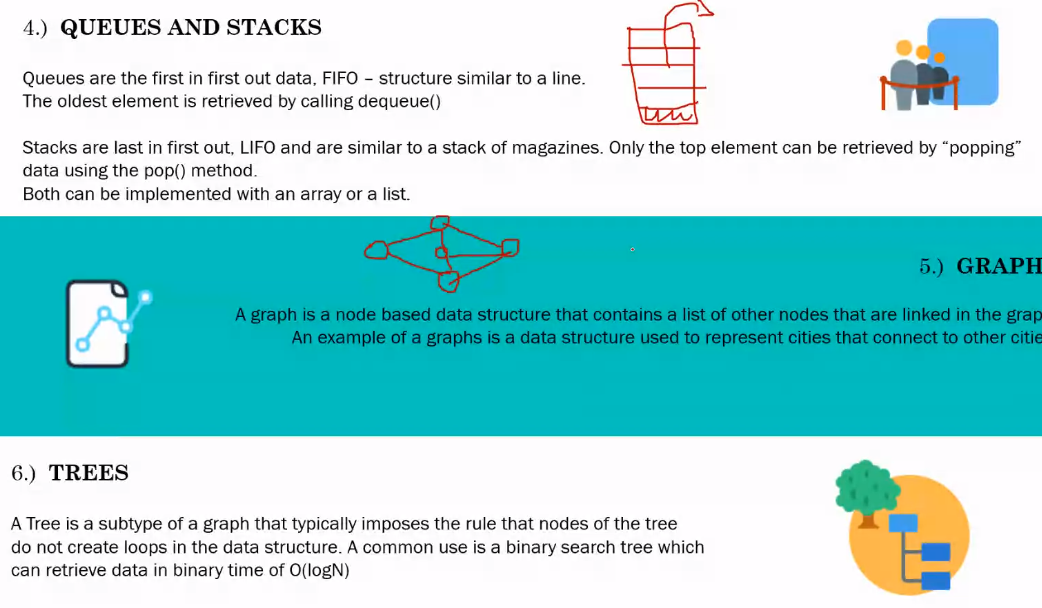 4.) QUEUES AND STACKS
Queues are the first in first out data, FIFO – structure similar to a line.
The oldest element is retrieved by calling dequeue()
Stacks are last in first out, LIFO and are similar to a stack of magazines. Only the top element can be retrieved by “popping”
data using the pop() method.
Both can be implemented with an array or a list.
5.) GRAPH
A graph is a node based data structure that contains a list of other nodes that are linked in the grap
An example of a graphs is a data structure used to represent cities that connect to other citie
6.) TREES
A Tree is a subtype of a graph that typically imposes the rule that nodes of the tree
do not create loops in the data structure. A common use is a binary search tree which
can retrieve data in binary time of O(logN)